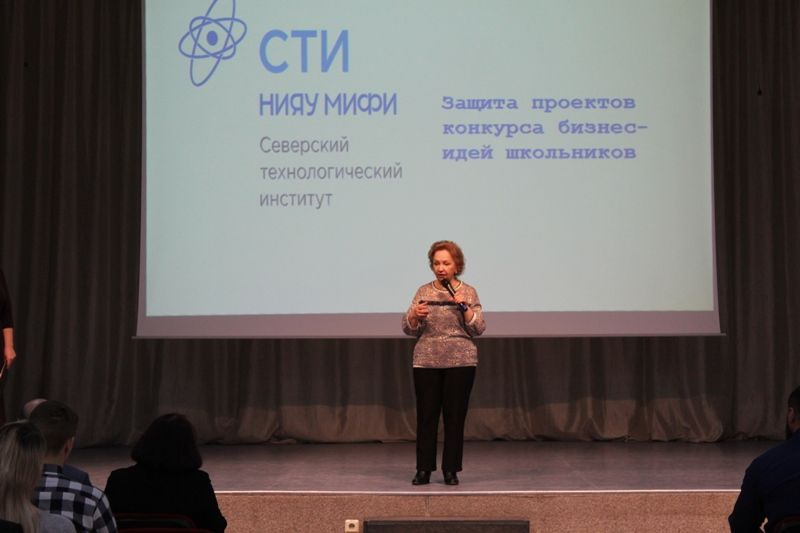 СТИ
НИЯУ МИФИ
Северский
технологический
институт
Защита проектов
конкурса бизнес-
идей школьников